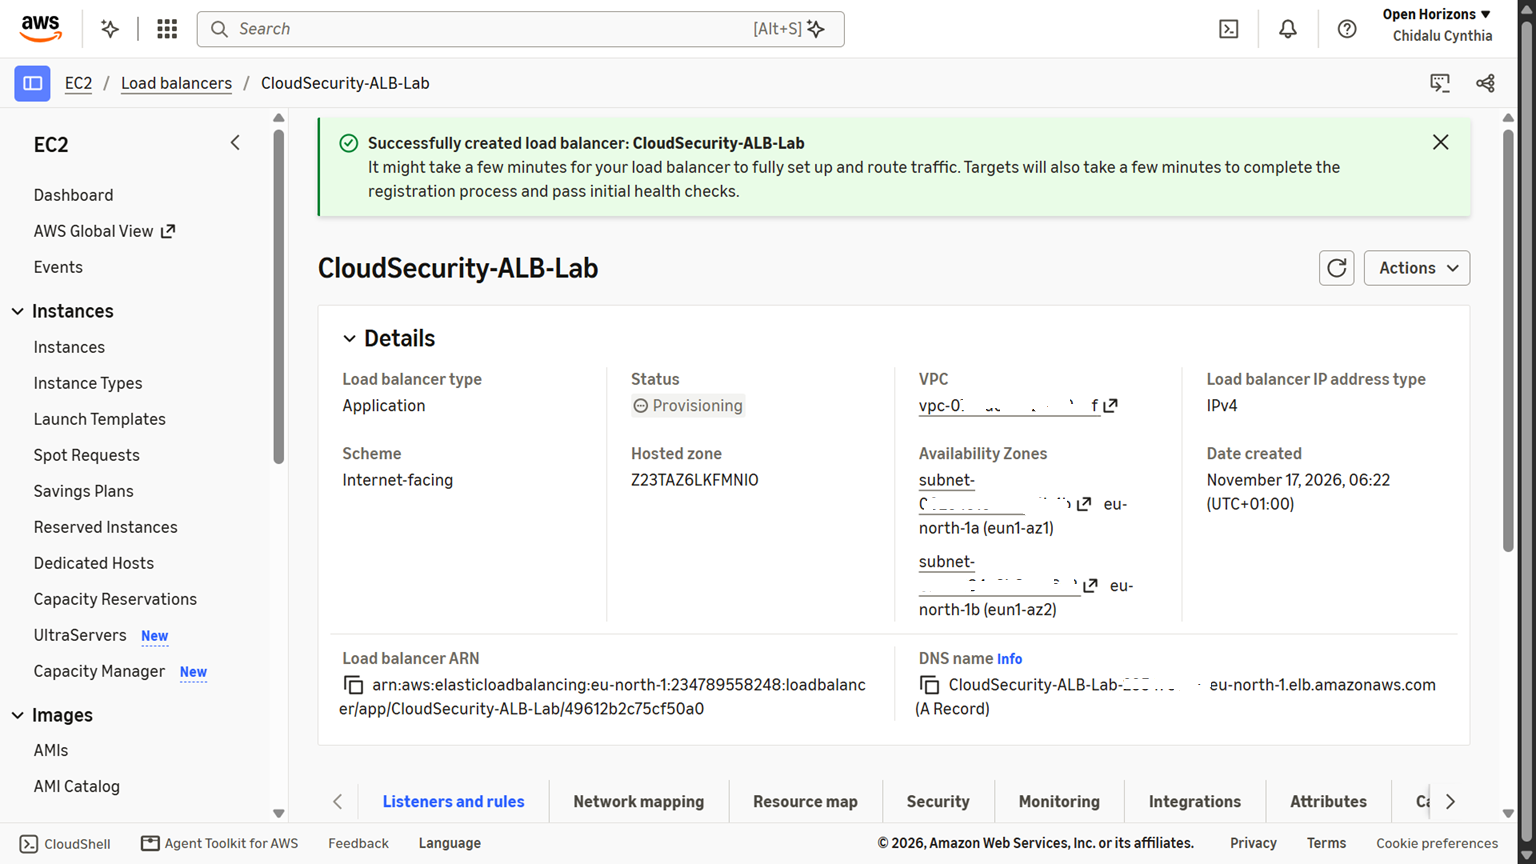 aws
Search
[Alt+S]
Open Horizons
Chidalu Cynthia
EC2 / Load balancers / CloudSecurity-ALB-Lab
EC2
Dashboard
AWS Global View
Events
Instances
Instances
Instance Types
Launch Templates
Spot Requests
Savings Plans
Reserved Instances
Dedicated Hosts
Capacity Reservations
UltraServers New
Capacity Manager New
Images
AMIs
AMI Catalog
Successfully created load balancer: CloudSecurity-ALB-Lab
It might take a few minutes for your load balancer to fully set up and route traffic. Targets will also take a few minutes to complete the
registration process and pass initial health checks.
CloudSecurity-ALB-Lab
Actions
Details
Load balancer type
Application
Status
Provisioning
VPC
Load balancer IP address type
IPv4
Scheme
Internet-facing
Hosted zone
Z23TAZ6LKFMNIO
Availability Zones
subnet-
eu-
north-1a (eun1-az1)
subnet-
eu-
north-1b (eun1-az2)
Date created
November 17, 2026, 06:22
(UTC+01:00)
Load balancer ARN
arn:aws:elasticloadbalancing:eu-north-1:234789558248:loadbalanc
er/app/CloudSecurity-ALB-Lab/49612b2c75cf50a0
DNS name Info
CloudSecurity-ALB-Lab- eu-north-1.elb.amazonaws.com
(A Record)
Listeners and rules
Network mapping
Resource map
Security
Monitoring
Integrations
Attributes
CloudShell
Agent Toolkit for AWS
Feedback
Language
© 2026, Amazon Web Services, Inc. or its affiliates.
Privacy
Terms
Cookie preferences